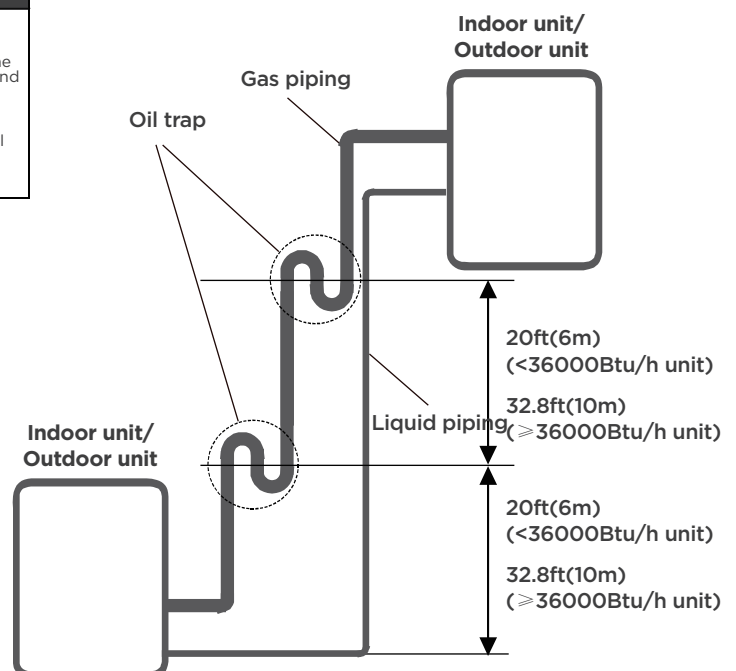 Indoor unit/
Outdoor unit
Gas piping
Oil trap
nd
20ft(6m)
(<36000Btu/h unit)
32.8ft(10m)
(⩾36000Btu/h unit)
Liquid piping
Indoor unit/
Outdoor unit
20ft(6m)
(<36000Btu/h unit)
32.8ft(10m)
(⩾36000Btu/h unit)